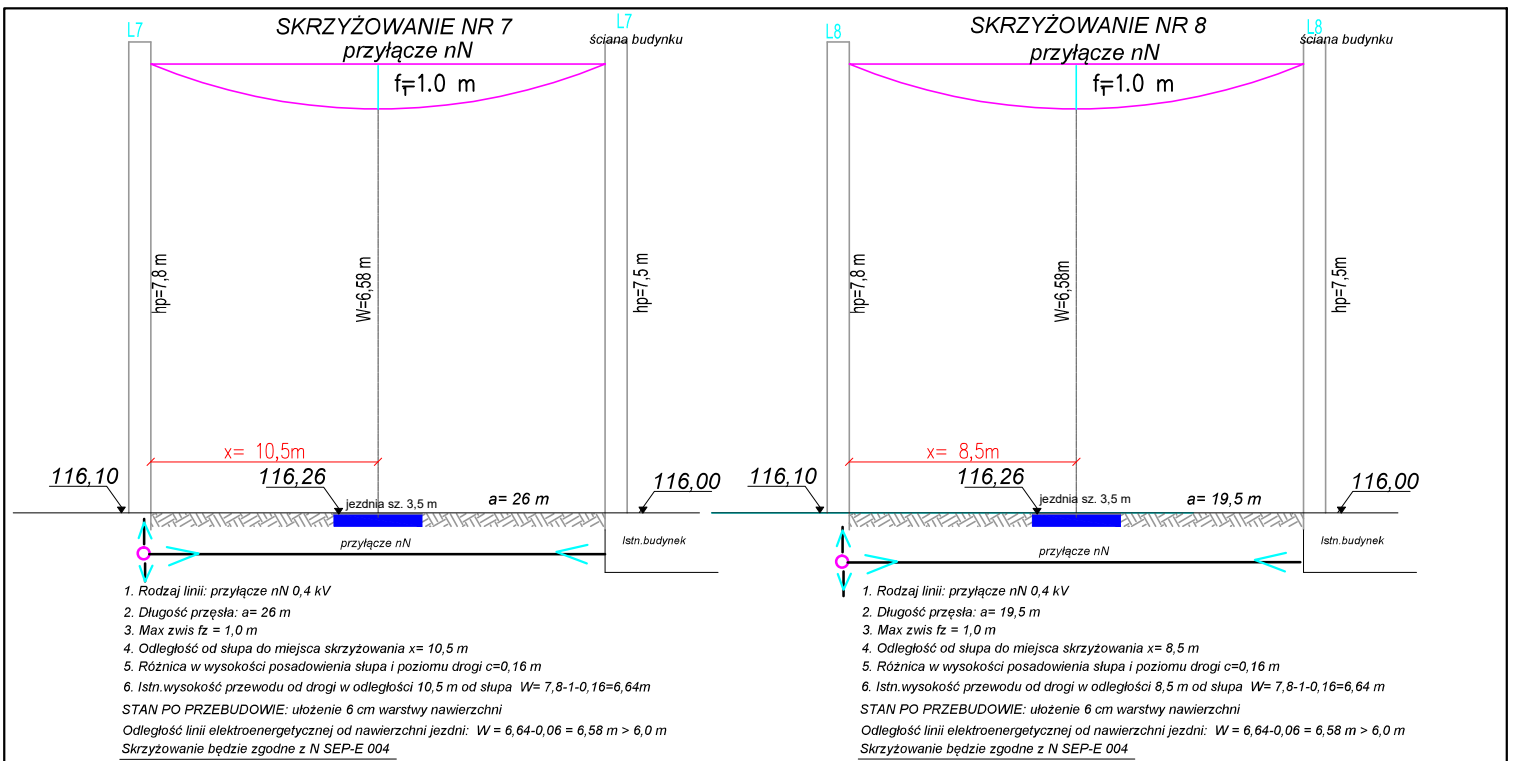 L7
SKRZYŻOWANIE NR 7
przyłącze nN
L7
ściana budynku
f=1.0 m
hp=7,8 m
W=6,58 m
hp=7,5 m
x= 10,5m
116,10
116,26
116,00
jezdnia sz. 3,5 m
a= 26 m
przyłącze nN
Istn.budynek
1. Rodzaj linii: przyłącze nN 0,4 kV
2. Długość przęsła: a= 26 m
3. Max zwis fz = 1,0 m
4. Odległość od słupa do miejsca skrzyżowania x= 10,5 m
5. Różnica w wysokości posadowienia słupa i poziomu drogi c=0,16 m
6. Istn.wysokość przewodu od drogi w odległości 10,5 m od słupa W= 7,8-1-0,16=6,64m
STAN PO PRZEBUDOWIE: ułożenie 6 cm warstwy nawierzchni
Odległość linii elektroenergetycznej od nawierzchni jezdni: W = 6,64-0,06 = 6,58 m > 6,0 m
Skrzyżowanie będzie zgodne z N SEP-E 004
L8
SKRZYŻOWANIE NR 8
przyłącze nN
L8
ściana budynku
f=1.0 m
hp=7,8 m
W=6,58m
hp=7,5m
x= 8,5m
116,10
116,26
116,00
jezdnia sz. 3,5 m
a= 19,5 m
przyłącze nN
Istn.budynek
1. Rodzaj linii: przyłącze nN 0,4 kV
2. Długość przęsła: a= 19,5 m
3. Max zwis fz = 1,0 m
4. Odległość od słupa do miejsca skrzyżowania x= 8,5 m
5. Różnica w wysokości posadowienia słupa i poziomu drogi c=0,16 m
6. Istn.wysokość przewodu od drogi w odległości 8,5 m od słupa W= 7,8-1-0,16=6,64 m
STAN PO PRZEBUDOWIE: ułożenie 6 cm warstwy nawierzchni
Odległość linii elektroenergetycznej od nawierzchni jezdni: W = 6,64-0,06 = 6,58 m > 6,0 m
Skrzyżowanie będzie zgodne z N SEP-E 004